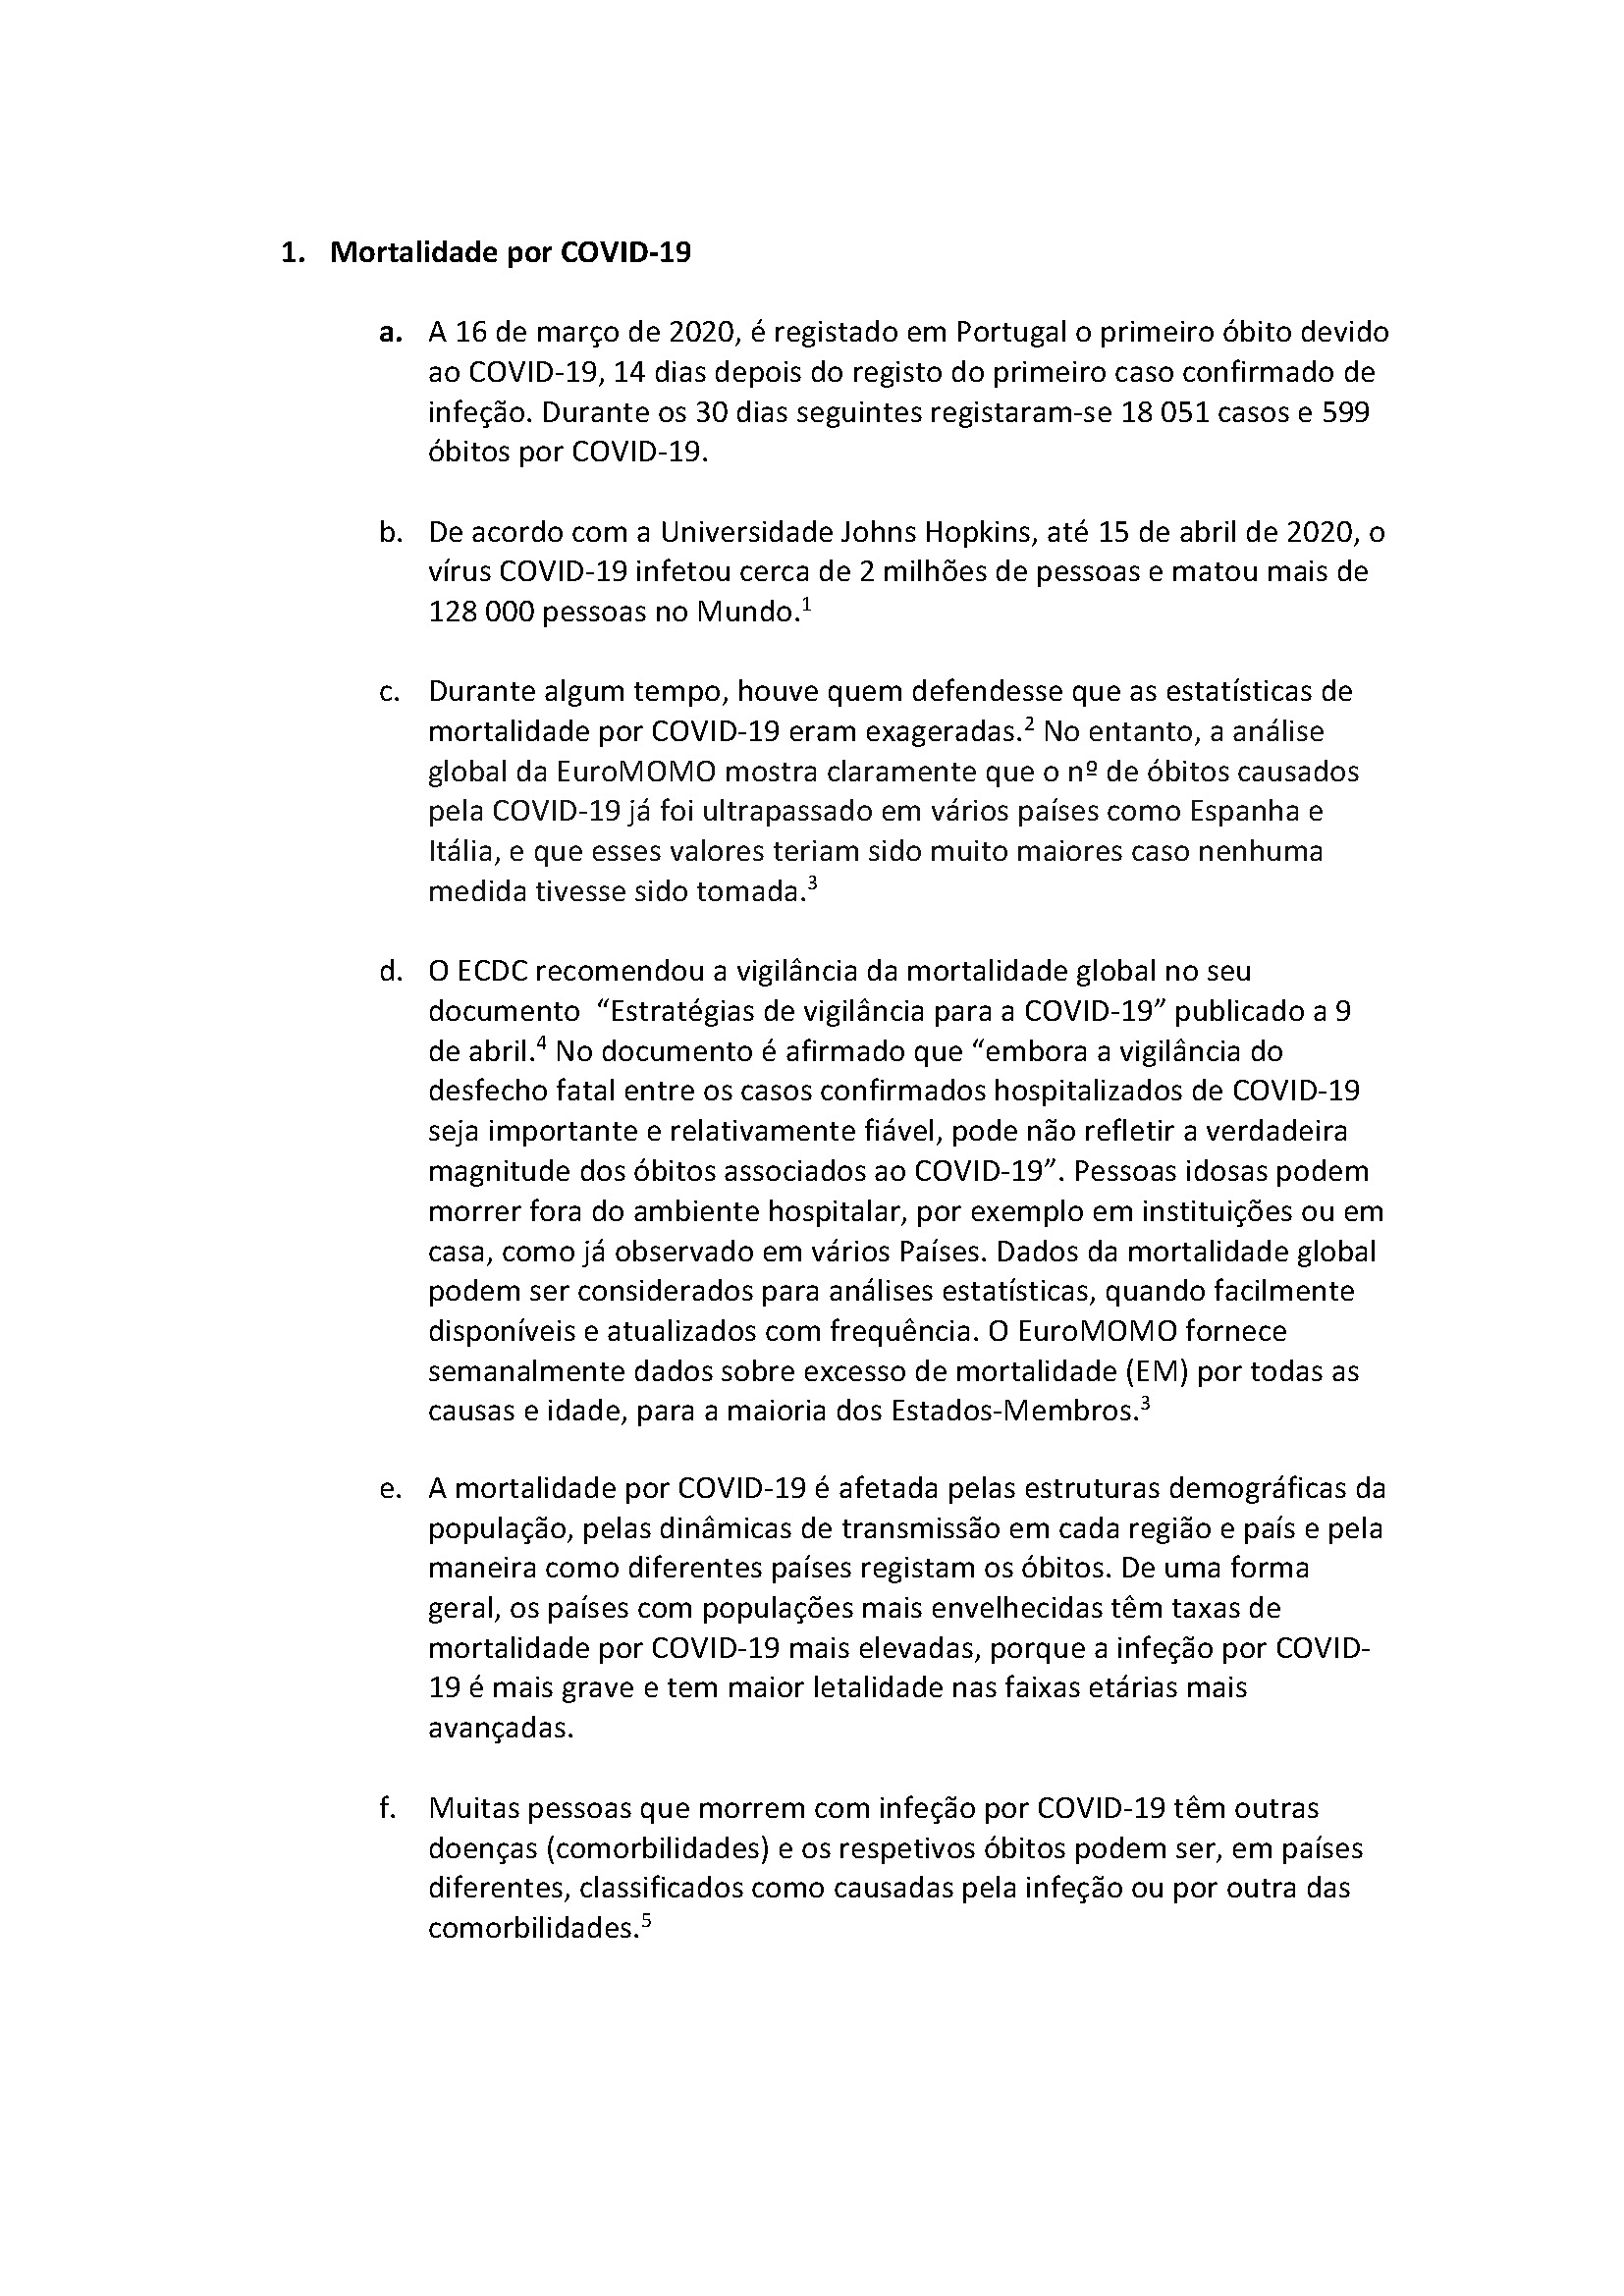 1. Mortalidade por COVID-19
a. A 16 de março de 2020, é registado em Portugal o primeiro óbito devido
ao COVID-19, 14 dias depois do registo do primeiro caso confirmado de
infeção. Durante os 30 dias seguintes registaram-se 18 051 casos e 599
óbitos por COVID-19.
b. De acordo com a Universidade Johns Hopkins, até 15 de abril de 2020, o
vírus COVID-19 infetou cerca de 2 milhões de pessoas e matou mais de
128 000 pessoas no Mundo.¹
c. Durante algum tempo, houve quem defendesse que as estatísticas de
mortalidade por COVID-19 eram exageradas.² No entanto, a análise
global da EuroMOMO mostra claramente que o nº de óbitos causados
pela COVID-19 já foi ultrapassado em vários países como Espanha e
Itália, e que esses valores teriam sido muito maiores caso nenhuma
medida tivesse sido tomada.³
d. O ECDC recomendou a vigilância da mortalidade global no seu
documento “Estratégias de vigilância para a COVID-19” publicado a 9
de abril.⁴ No documento é afirmado que “embora a vigilância do
desfecho fatal entre os casos confirmados hospitalizados de COVID-19
seja importante e relativamente fiável, pode não refletir a verdadeira
magnitude dos óbitos associados ao COVID-19”. Pessoas idosas podem
morrer fora do ambiente hospitalar, por exemplo em instituições ou em
casa, como já observado em vários Países. Dados da mortalidade global
podem ser considerados para análises estatísticas, quando facilmente
disponíveis e atualizados com frequência. O EuroMOMO fornece
semanalmente dados sobre excesso de mortalidade (EM) por todas as
causas e idade, para a maioria dos Estados-Membros.³
e. A mortalidade por COVID-19 é afetada pelas estruturas demográficas da
população, pelas dinâmicas de transmissão em cada região e país e pela
maneira como diferentes países registam os óbitos. De uma forma
geral, os países com populações mais envelhecidas têm taxas de
mortalidade por COVID-19 mais elevadas, porque a infeção por COVID-
19 é mais grave e tem maior letalidade nas faixas etárias mais
avançadas.
f. Muitas pessoas que morrem com infeção por COVID-19 têm outras
doenças (comorbilidades) e os respetivos óbitos podem ser, em países
diferentes, classificados como causadas pela infeção ou por outra das
comorbilidades.⁵